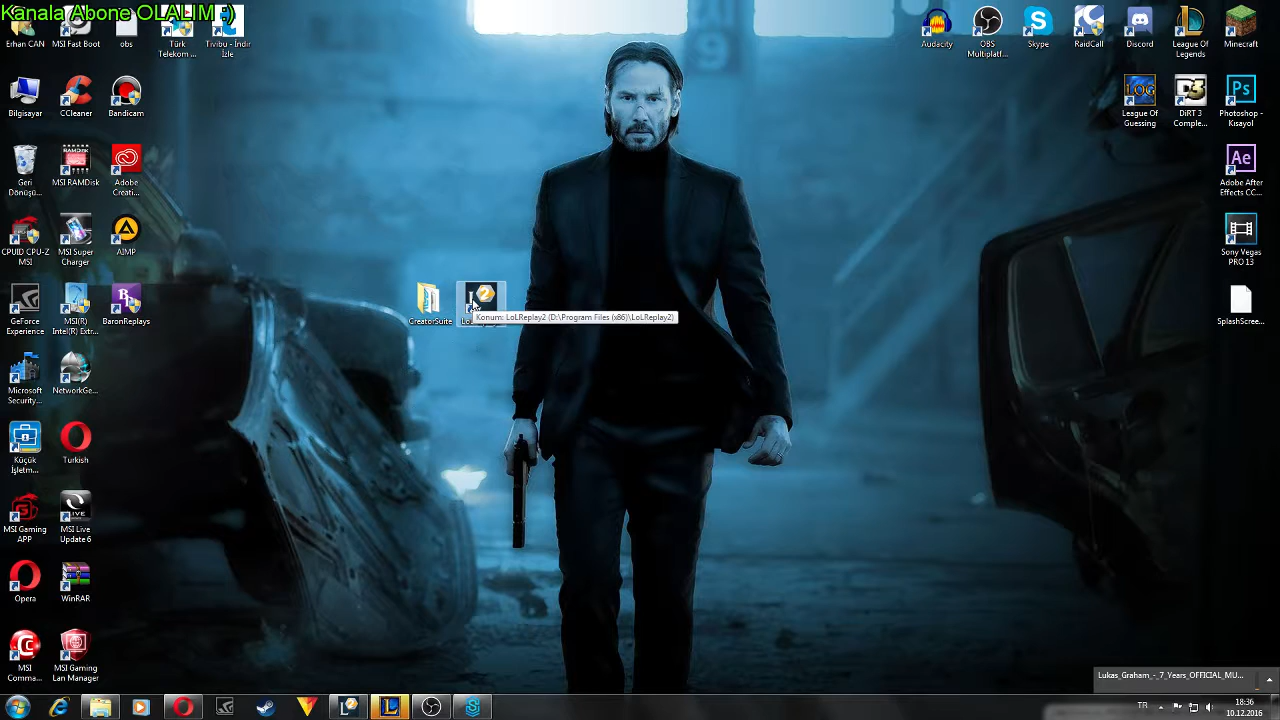 Kanala Abone OLALIM :)
Erhan CAN
MSI Fast Boot
obs
Türk
Telekom ...
Tivibu - İndir
İzle
Audacity
OBS
Multiplatf...
Skype
RaidCall
Discord
League Of
Legends
Minecraft
Bilgisayar
CCleaner
Bandicam
League Of
Guessing
DiRT 3
Comple...
Photoshop -
Kısayol
Geri
Dönüşü...
MSI RAMDisk
Adobe
Creati...
Adobe After
Effects CC...
CPUID CPU-Z
MSI
MSI Super
Charger
AIMP
Sony Vegas
PRO 13
GeForce
Experience
MSI(R)
Intel(R) Extr...
BaronReplays
CreatorSuite
Konum: LoLReplay2 (D:\Program Files (x86)\LoLReplay2)
SplashScree...
Microsoft
Security...
NetworkGe...
Küçük
İşletm...
Turkish
MSI Gaming
APP
MSI Live
Update 6
Opera
WinRAR
MSI
Comma...
MSI Gaming
Lan Manager
Lukas_Graham_-_7_Years_OFFICIAL_MU...
TR
18:36
10.12.2016